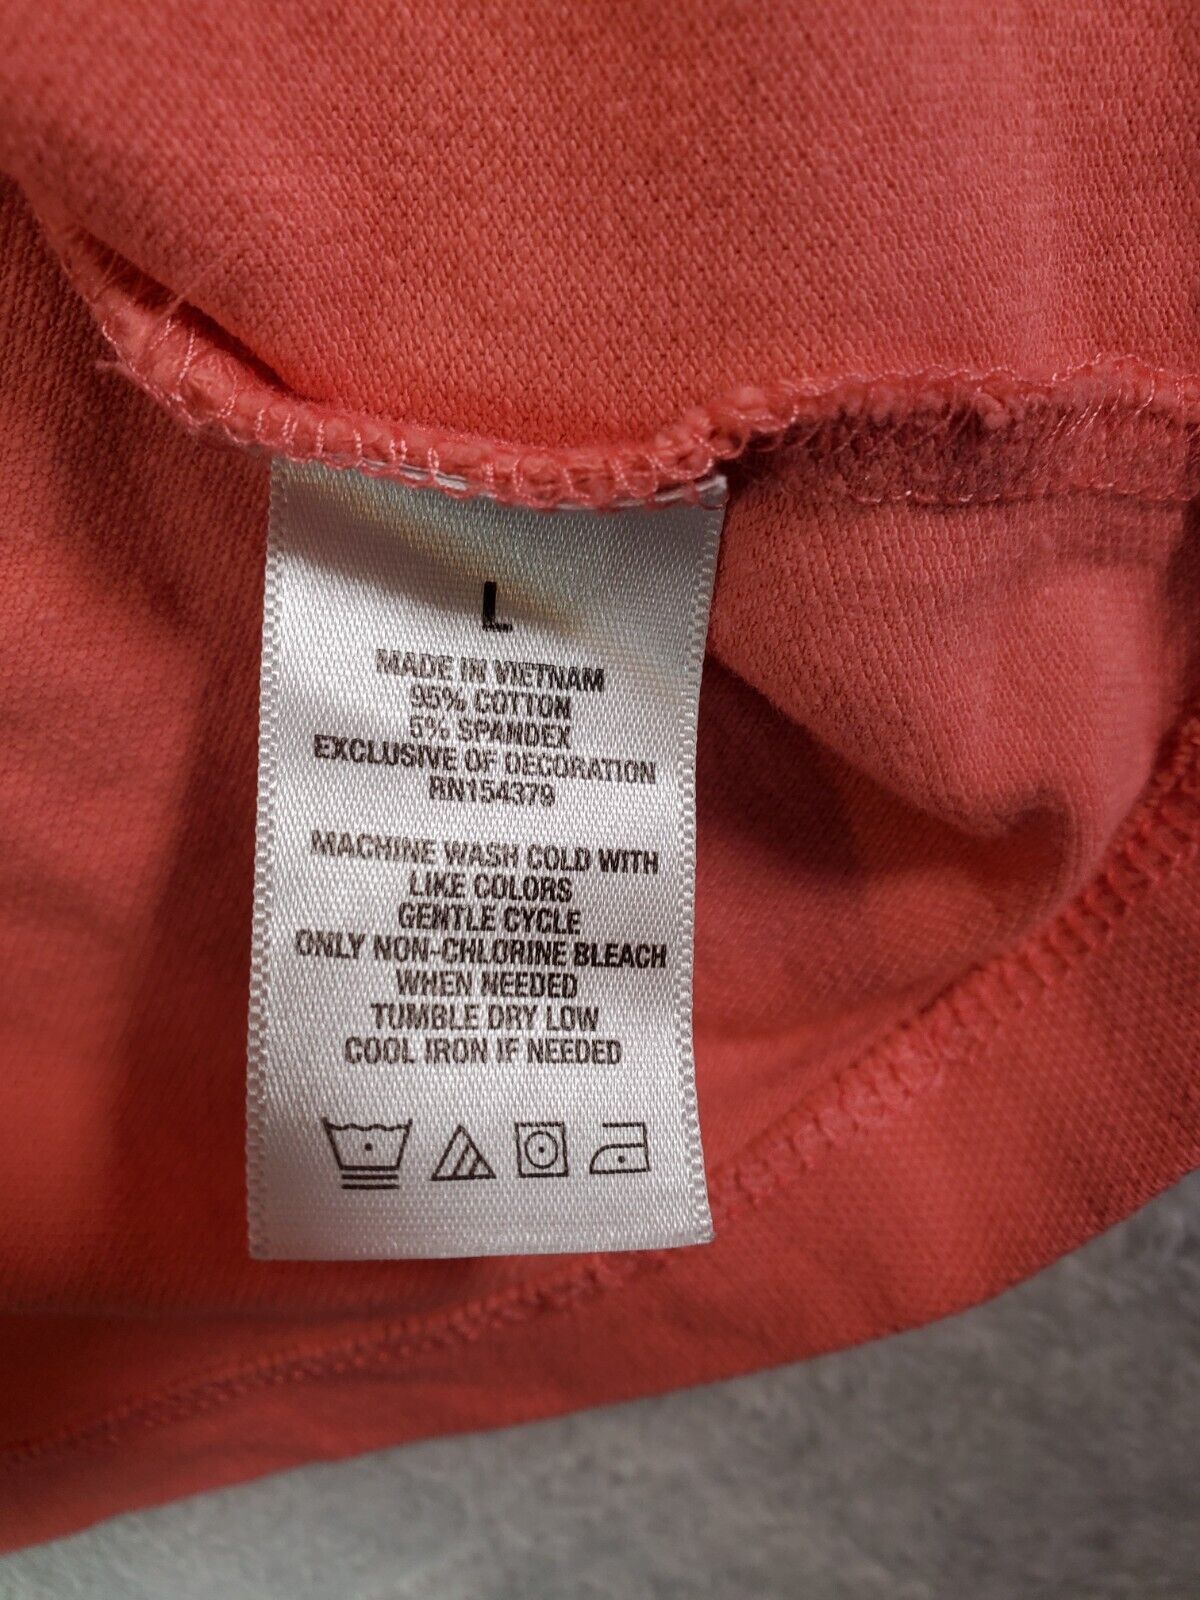 L
MADE IN VIETNAM
95% COTTON
5% SPANDEX
EXCLUSIVE OF DECORATION
RN154379
MACHINE WASH COLD WITH
LIKE COLORS
GENTLE CYCLE
ONLY NON-CHLORINE BLEACH
WHEN NEEDED
TUMBLE DRY LOW
COOL IRON IF NEEDED